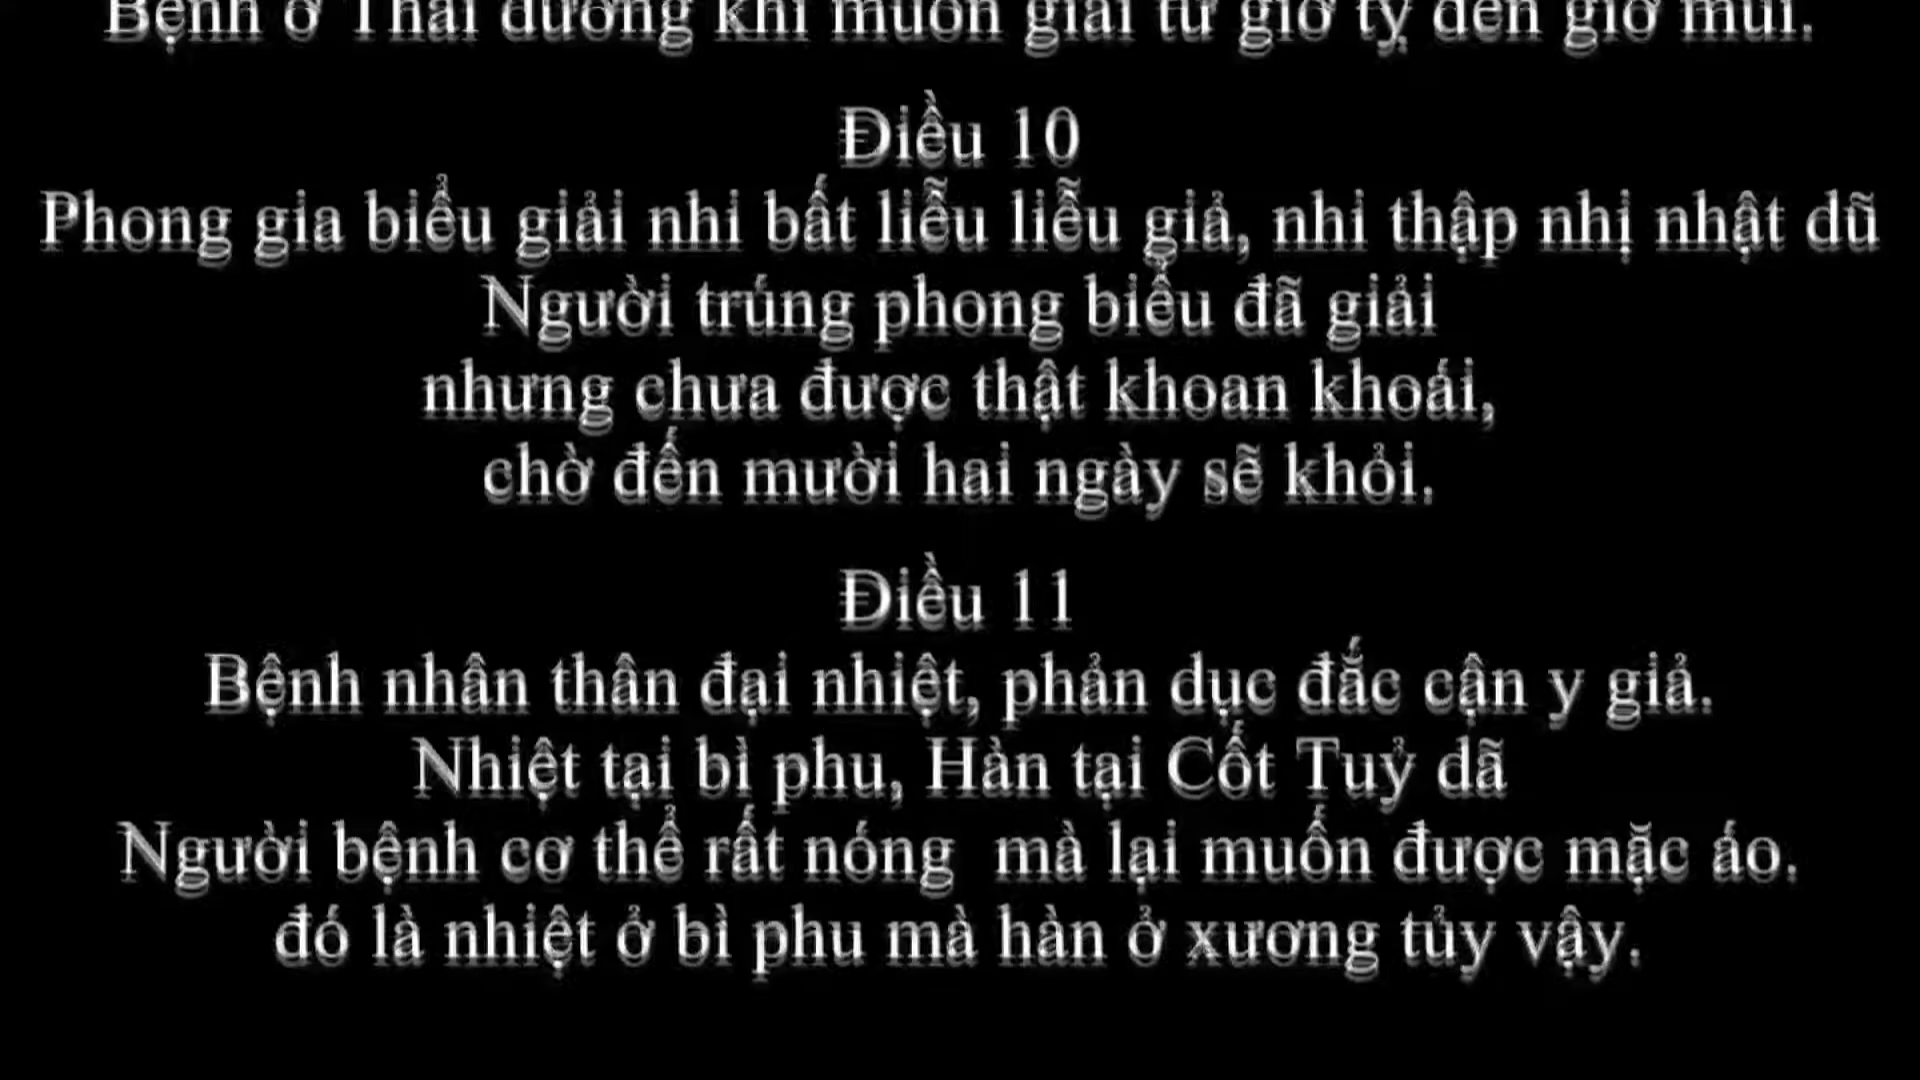 Bệnh ở Thái dương khi muốn giải từ giờ tỵ đến giờ mùi.
Điều 10
Phong gia biểu giải nhi bất liễu liễu giả, nhi thập nhị nhật dũ
Người trúng phong biểu đã giải
nhưng chưa được thật khoan khoái,
chờ đến mười hai ngày sẽ khỏi.
Điều 11
Bệnh nhân thân đại nhiệt, phản dục đắc cận y giả.
Nhiệt tại bì phu, Hàn tại Cốt Tuỷ dã
Người bệnh cơ thể rất nóng mà lại muốn được mặc áo.
đó là nhiệt ở bì phu mà hàn ở xương tủy vậy.